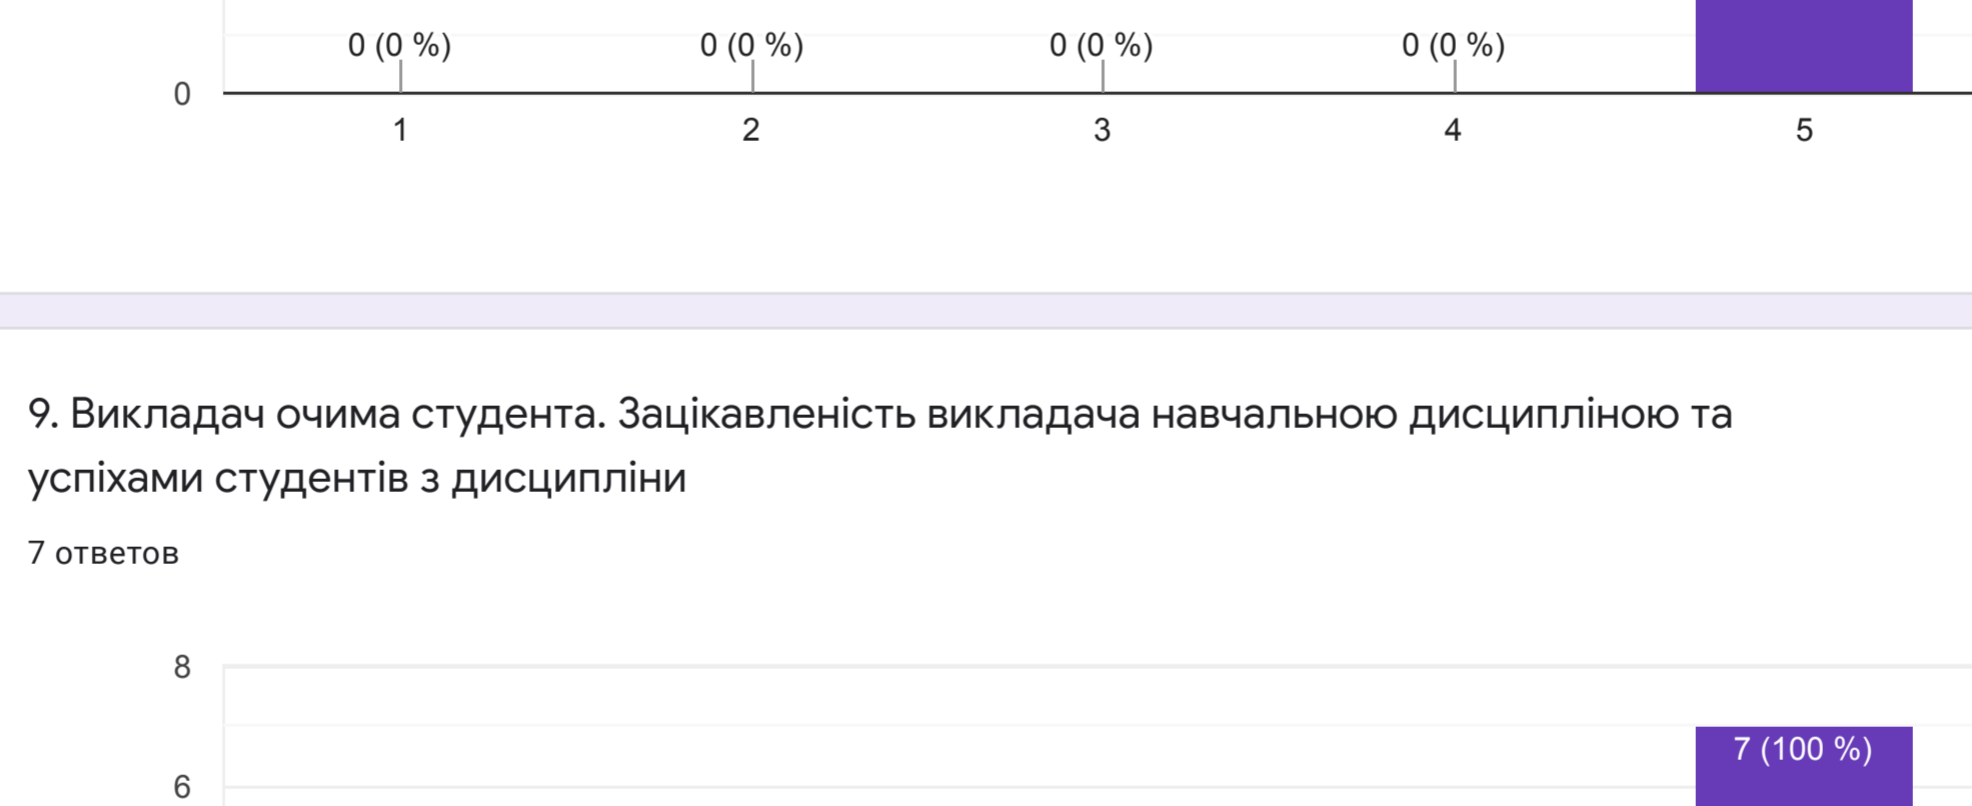 0 (0 %) 0 (0 %) 0 (0 %) 0 (0 %)
0
1 2 3 4 5
9. Викладач очима студента. Зацікавленість викладача навчальною дисципліною та
успіхами студентів з дисципліни
7 ответов
8
7 (100 %)
6